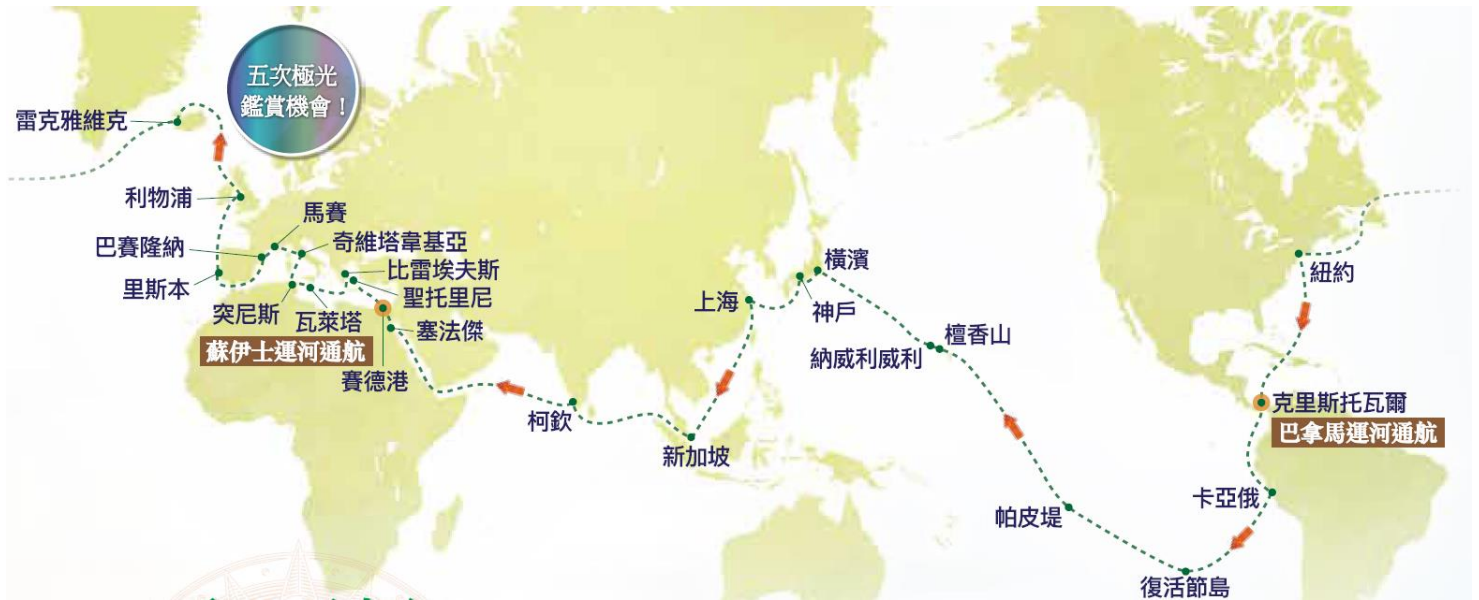 五次極光
鑑賞機會！
雷克雅維克
利物浦
馬賽
巴賽隆納
奇維塔韋基亞
里斯本
比雷埃夫斯
聖托里尼
突尼斯
瓦萊塔
塞法傑
蘇伊士運河通航
賽德港
柯欽
新加坡
上海
神戶
橫濱
納威利威利
檀香山
紐約
克里斯托瓦爾
巴拿馬運河通航
卡亞俄
帕皮堤
復活節島